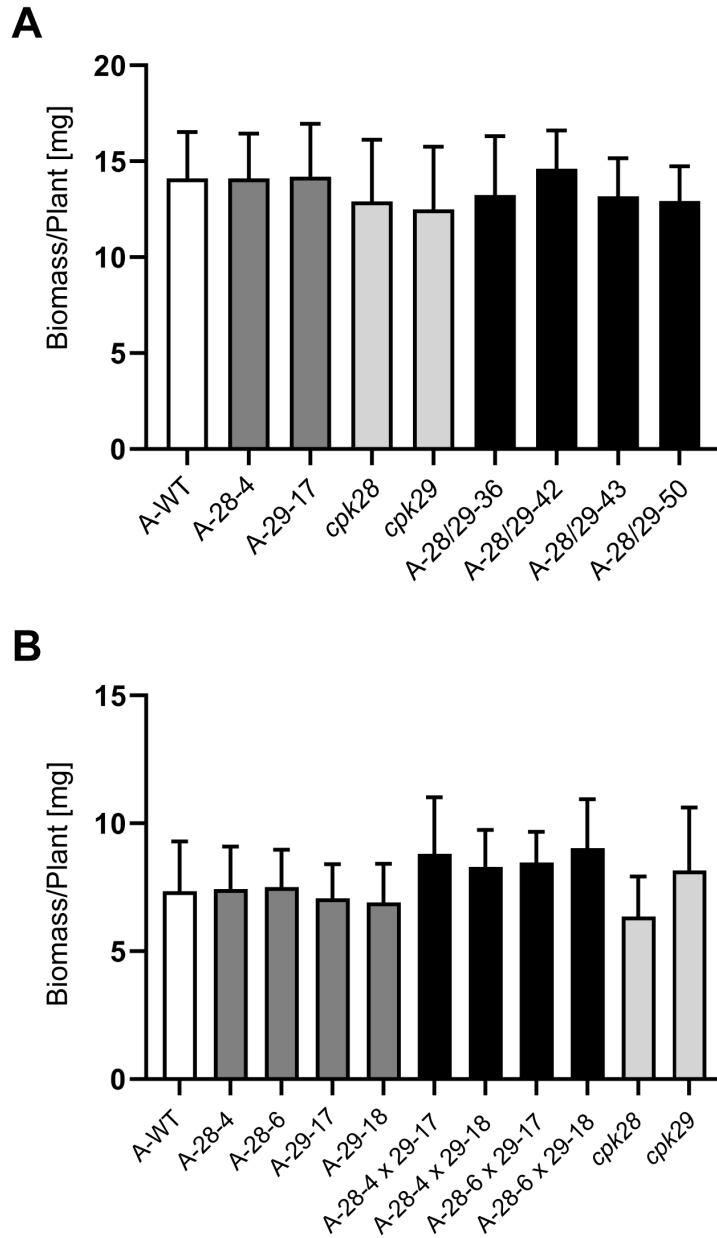 A
Biomass/Plant [mg]
20
15
10
5
0
A-WT
A-28-4
A-29-17
cpk28
cpk29
A-28/29-36
A-28/29-42
A-28/29-43
A-28/29-50
B
Biomass/Plant [mg]
15
10
5
0
A-WT
A-28-4
A-28-6
A-29-17
A-29-18
A-28-4 x 29-17
A-28-4 x 29-18
A-28-6 x 29-17
A-28-6 x 29-18
cpk28
cpk29